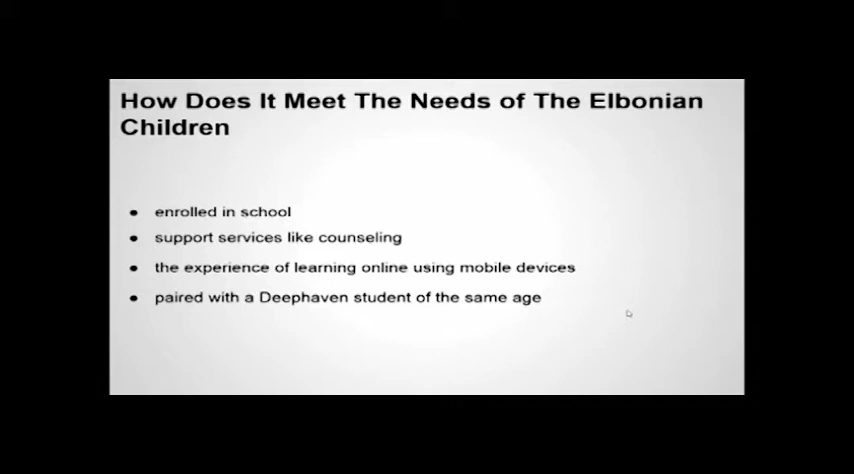 How Does It Meet The Needs of The Elbonian
Children
• enrolled in school
• support services like counseling
• the experience of learning online using mobile devices
• paired with a Deephaven student of the same age